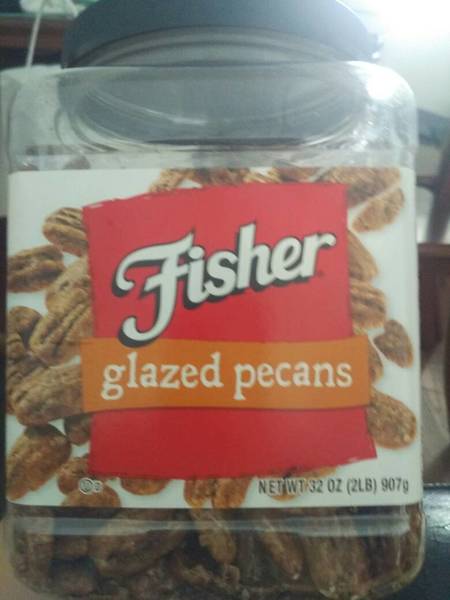 Fisher
glazed pecans
NET WT 32 OZ (2LB) 907g